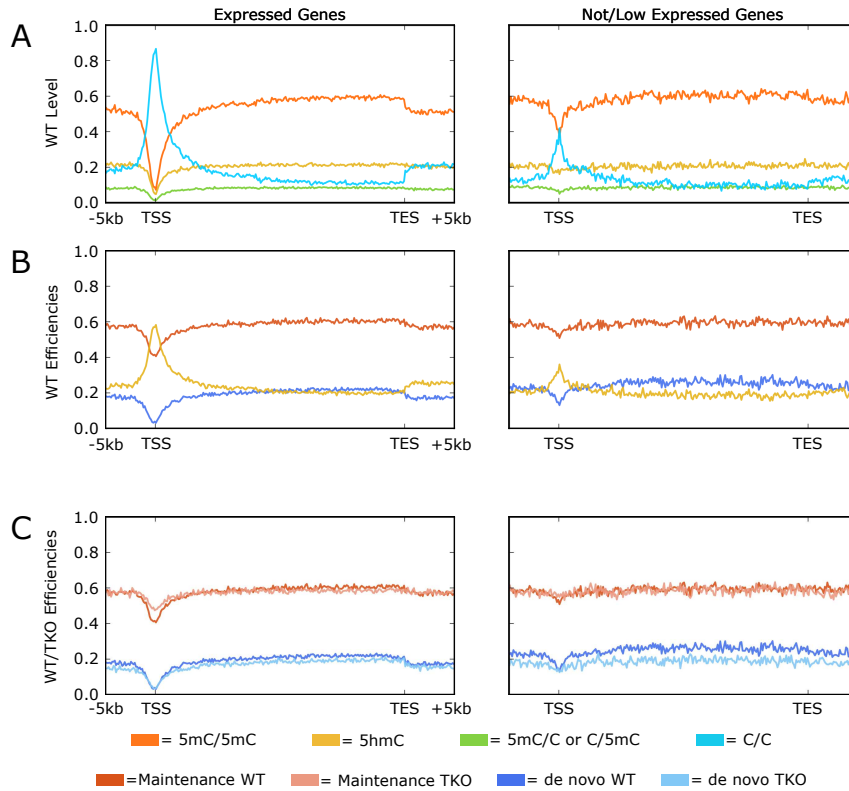 Expressed Genes
Not/Low Expressed Genes
A
WT Level
1.0
0.8
0.6
0.4
0.2
0.0
-5kb TSS TES +5kb
TSS TES
B
WT Efficiencies
1.0
0.8
0.6
0.4
0.2
0.0
-5kb TSS TES +5kb
TSS TES
C
WT/TKO Efficiencies
1.0
0.8
0.6
0.4
0.2
0.0
-5kb TSS TES +5kb
TSS TES
= 5mC/5mC = 5hmC = 5mC/C or C/5mC = C/C
=Maintenance WT = Maintenance TKO = de novo WT = de novo TKO